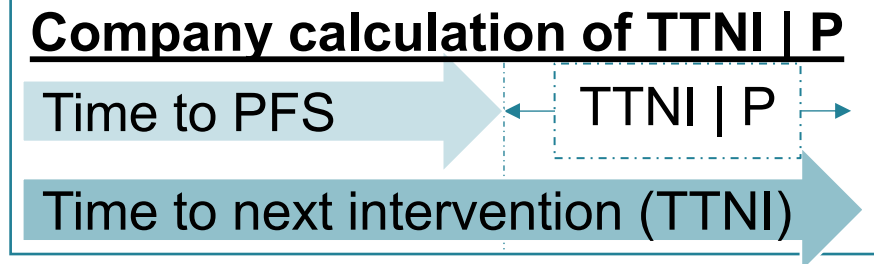 Company calculation of TTNI | P
Time to PFS
TTNI | P
Time to next intervention (TTNI)